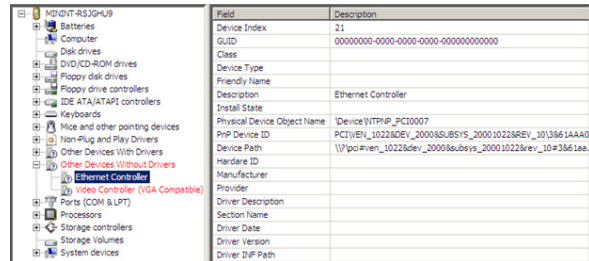 MININT-RSJGHU9
Batteries
Computer
Disk drives
DVD/CD-ROM drives
Floppy disk drives
Floppy drive controllers
IDE ATA/ATAPI controllers
Keyboards
Mice and other pointing devices
Non-Plug and Play Drivers
Other Devices With Drivers
Other Devices Without Drivers
Ethernet Controller
Video Controller (VGA Compatible)
Ports (COM & LPT)
Processors
Storage controllers
Storage Volumes
System devices
Field Description
Device Index 21
GUID 00000000-0000-0000-0000-000000000000
Class
Device Type
Friendly Name
Description Ethernet Controller
Install State
Physical Device Object Name \Device\NTPNP_PCI0007
PnP Device ID PCI\VEN_1022&DEV_2000&SUBSYS_20001022&REV_10\3&61AAA0
Device Path \\?\pci#ven_1022&dev_2000&subsys_20001022&rev_10#3&61aa..
Hardare ID
Manufacturer
Provider
Driver Description
Section Name
Driver Date
Driver Version
Driver INF Path